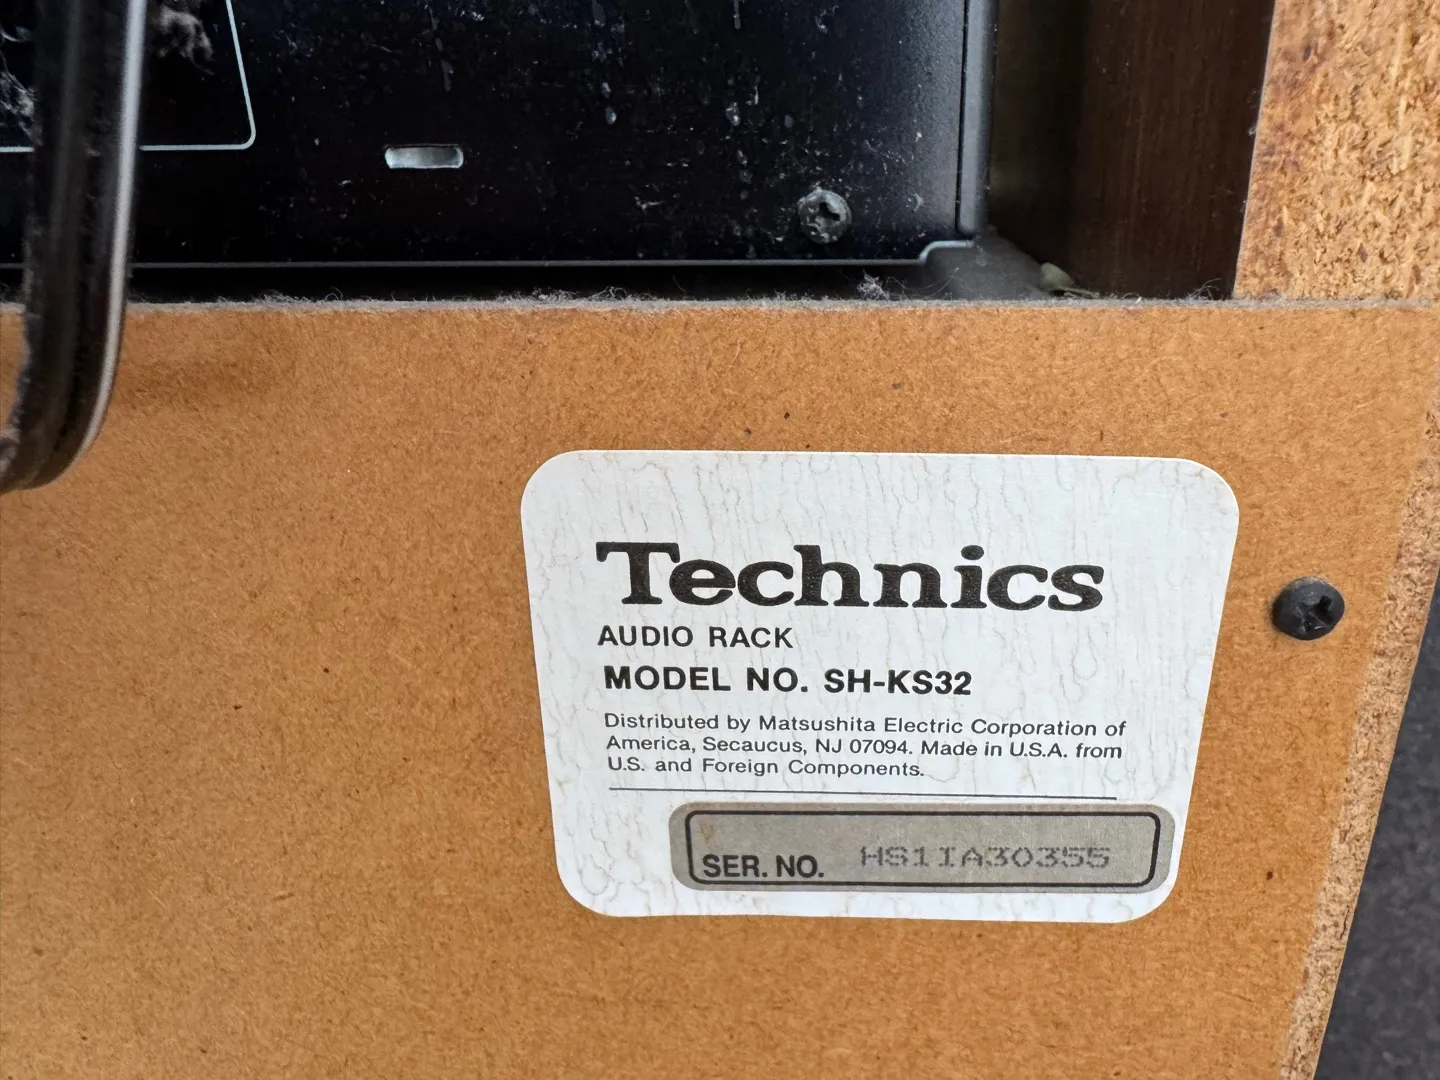 Technics
AUDIO RACK
MODEL NO. SH-KS32
Distributed by Matsushita Electric Corporation of
America, Secaucus, NJ 07094. Made in U.S.A. from
U.S. and Foreign Components.
SER. NO. HS1IA30355